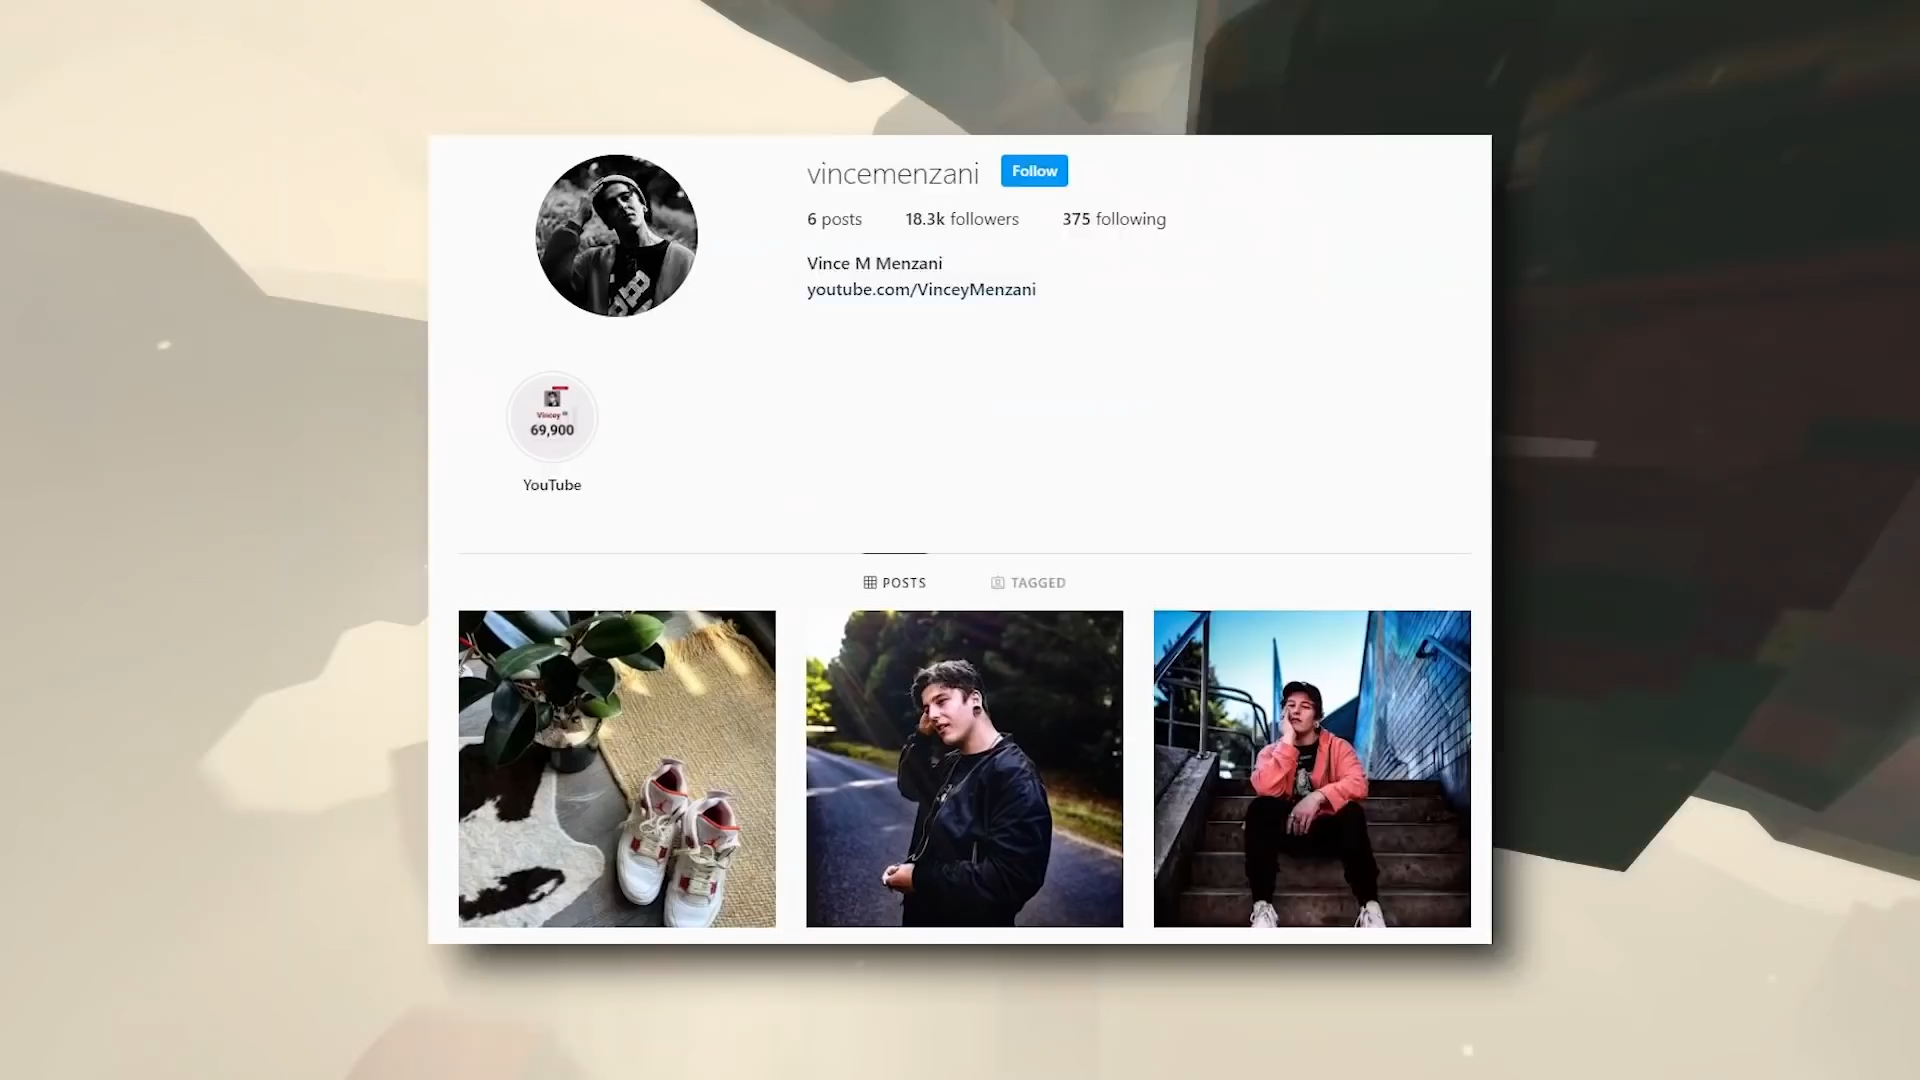 vincemenzani Follow
6 posts 18.3k followers 375 following
Vince M Menzani
youtube.com/VinceyMenzani
Vincey
69,900
YouTube
POSTS TAGGED